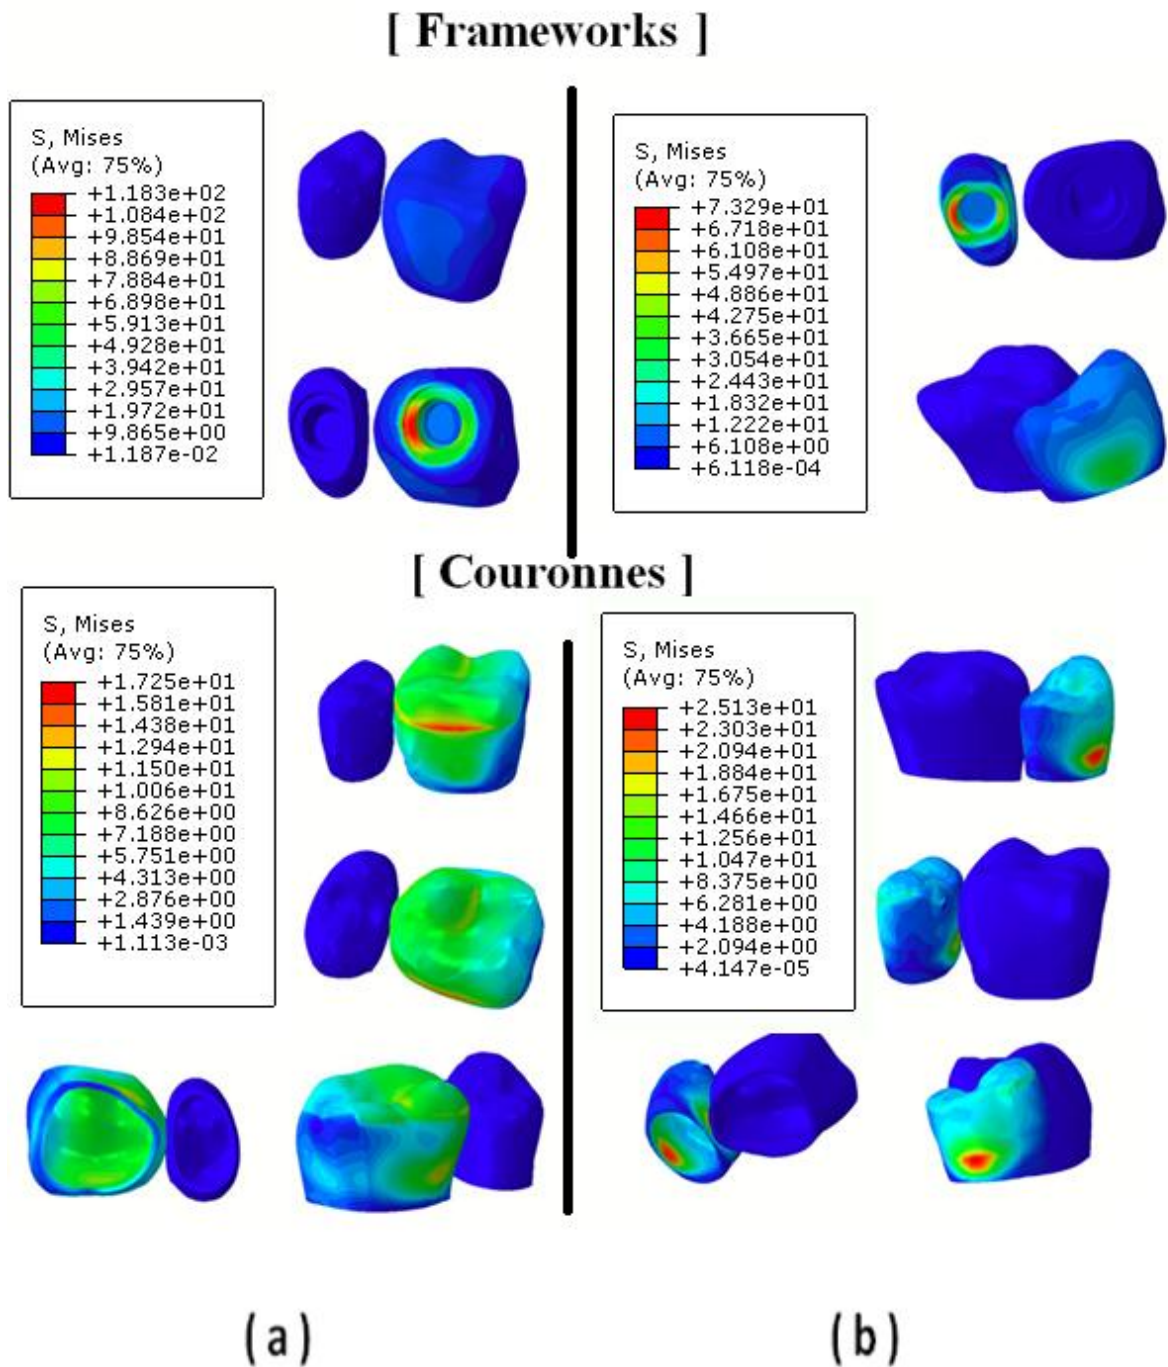 [ Frameworks ]
S, Mises
(Avg: 75%)
+1.183e+02
+1.084e+02
+9.854e+01
+8.869e+01
+7.884e+01
+6.898e+01
+5.913e+01
+4.928e+01
+3.942e+01
+2.957e+01
+1.972e+01
+9.865e+00
+1.187e-02
S, Mises
(Avg: 75%)
+7.329e+01
+6.718e+01
+6.108e+01
+5.497e+01
+4.886e+01
+4.275e+01
+3.665e+01
+3.054e+01
+2.443e+01
+1.832e+01
+1.222e+01
+6.108e+00
+6.118e-04
[ Couronnes ]
S, Mises
(Avg: 75%)
+1.725e+01
+1.581e+01
+1.438e+01
+1.294e+01
+1.150e+01
+1.006e+01
+8.626e+00
+7.188e+00
+5.751e+00
+4.313e+00
+2.876e+00
+1.439e+00
+1.113e-03
S, Mises
(Avg: 75%)
+2.513e+01
+2.303e+01
+2.094e+01
+1.884e+01
+1.675e+01
+1.466e+01
+1.256e+01
+1.047e+01
+8.375e+00
+6.281e+00
+4.188e+00
+2.094e+00
+4.147e-05
(a)
(b)